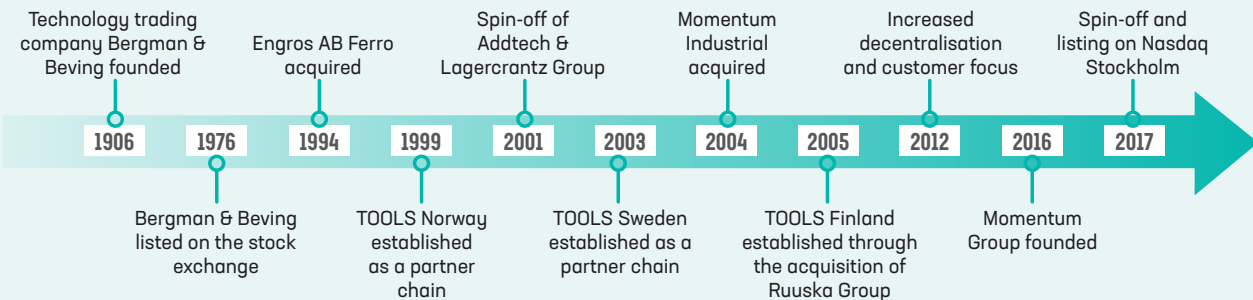 Technology trading
company Bergman &
Beving founded
Engros AB Ferro
acquired
Spin-off of
Addtech &
Lagercrantz Group
Momentum
Industrial
acquired
Increased
decentralisation
and customer focus
Spin-off and
listing on Nasdaq
Stockholm
1906
1976
1994
1999
2001
2003
2004
2005
2012
2016
2017
Bergman & Beving
listed on the stock
exchange
TOOLS Norway
established
as a partner
chain
TOOLS Sweden
established as a
partner chain
TOOLS Finland
established through
the acquisition of
Ruuska Group
Momentum
Group founded